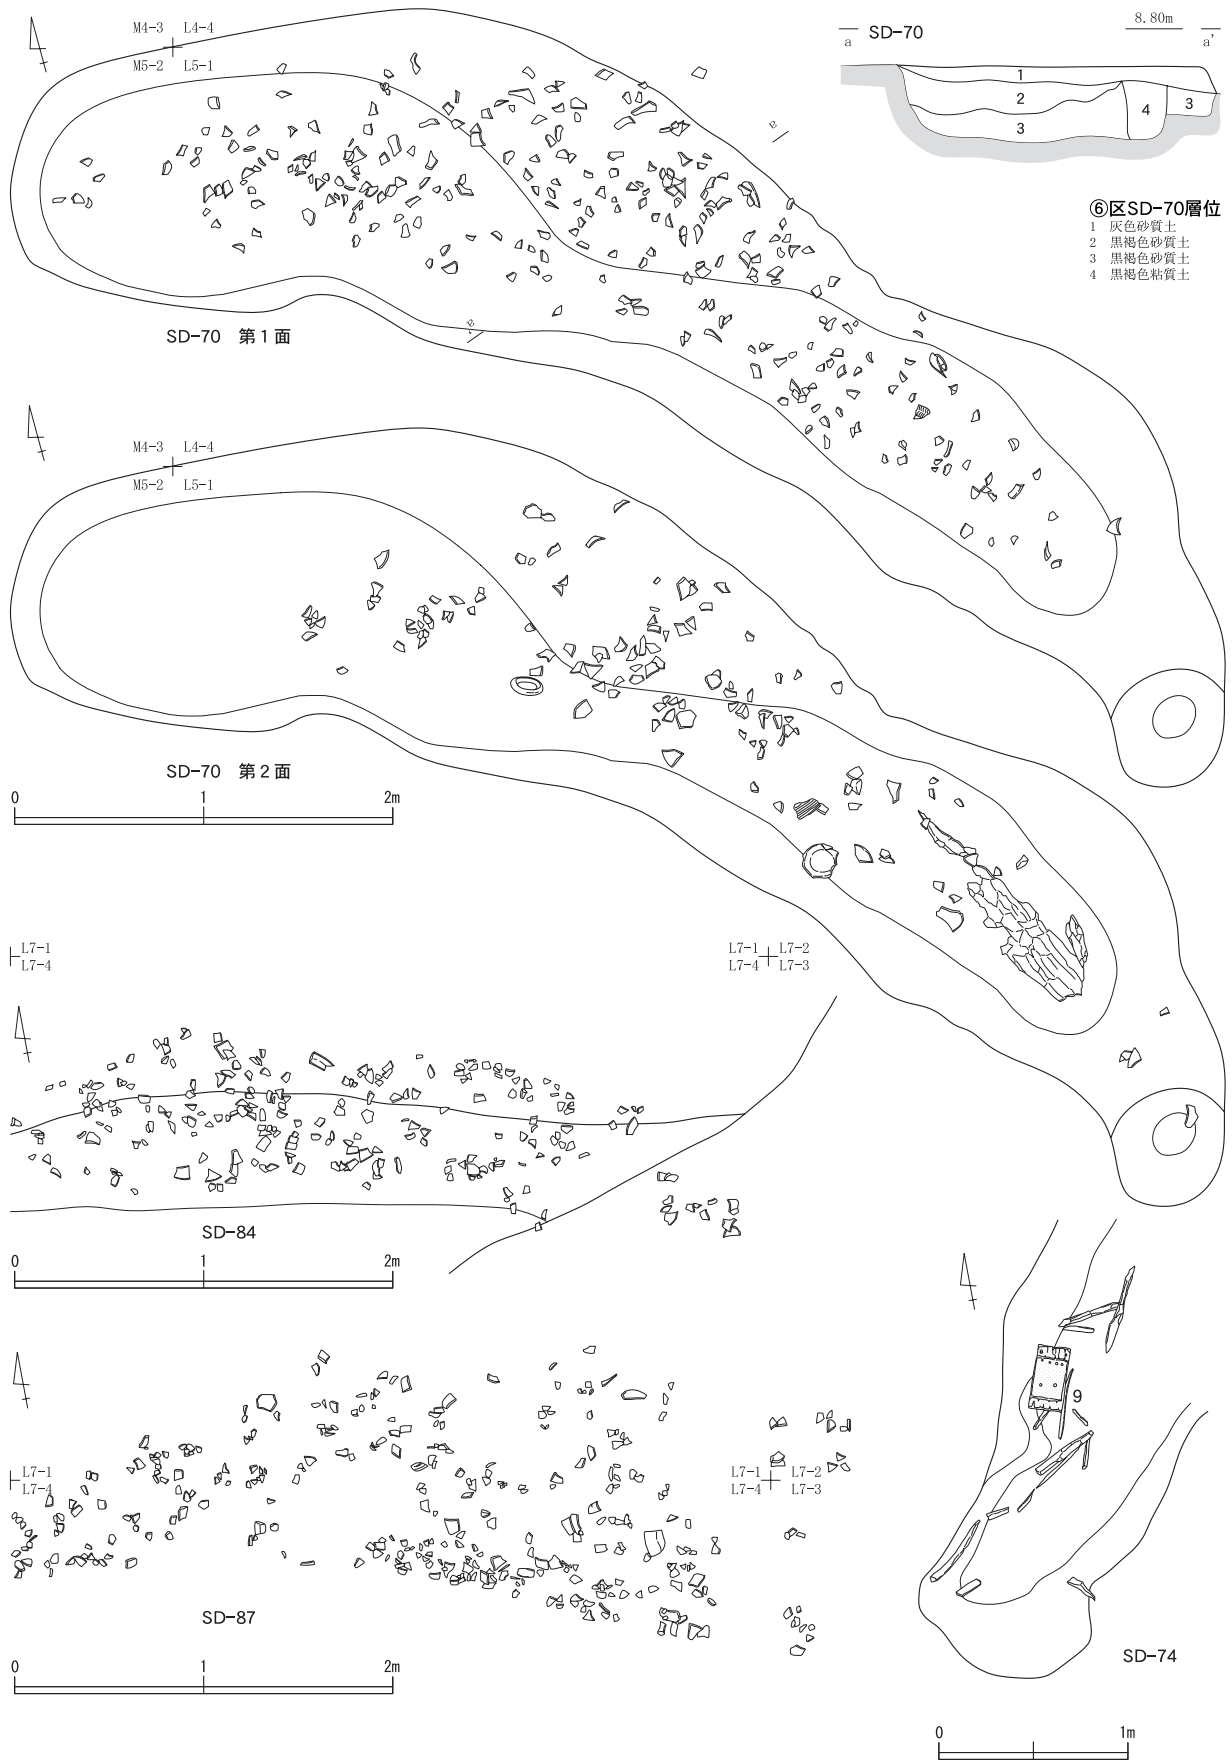 M4-3 L4-4
M5-2 L5-1
SD-70 第1面
a SD-70 8.80m a'
1
2
3
4
3
⑥区SD-70層位
1 灰色砂質土
2 黒褐色砂質土
3 黒褐色砂質土
4 黒褐色粘質土
a
a'
M4-3 L4-4
M5-2 L5-1
SD-70 第2面
0 1 2m
L7-1
L7-4
L7-1 L7-2
L7-4 L7-3
SD-84
0 1 2m
L7-1
L7-4
L7-1 L7-2
L7-4 L7-3
SD-87
0 1 2m
9
SD-74
0 1m